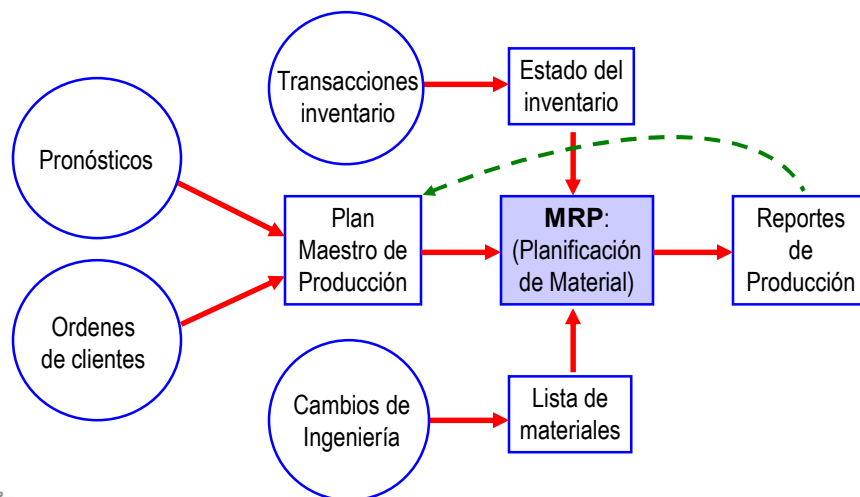 Transacciones
inventario
Estado del
inventario
Pronósticos
Plan
Maestro de
Producción
MRP:
(Planificación
de Material)
Reportes
de
Producción
Ordenes
de clientes
Cambios de
Ingeniería
Lista de
materiales